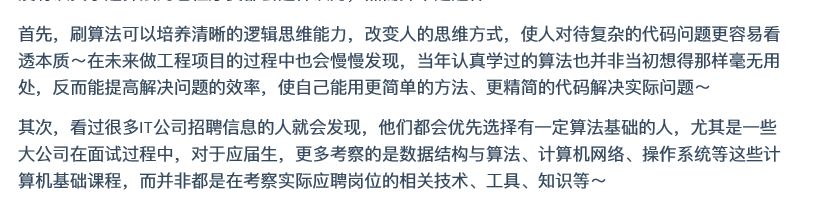 首先，刷算法可以培养清晰的逻辑思维能力，改变人的思维方式，使人对待复杂的代码问题更容易看
透本质～在未来做工程项目的过程中也会慢慢发现，当年认真学过的算法也并非当初想得那样毫无用
处，反而能提高解决问题的效率，使自己能用更简单的方法、更精简的代码解决实际问题～
其次，看过很多IT公司招聘信息的人就会发现，他们都会优先选择有一定算法基础的人，尤其是一些
大公司在面试过程中，对于应届生，更多考察的是数据结构与算法、计算机网络、操作系统等这些计
算机基础课程，而并非都是在考察实际应聘岗位的相关技术、工具、知识等～